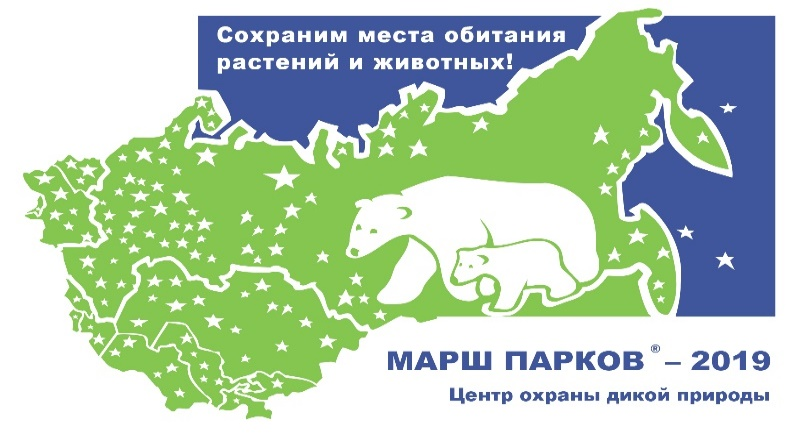 Сохраним места обитания
растений и животных!
МАРШ ПАРКОВ ® – 2019
Центр охраны дикой природы